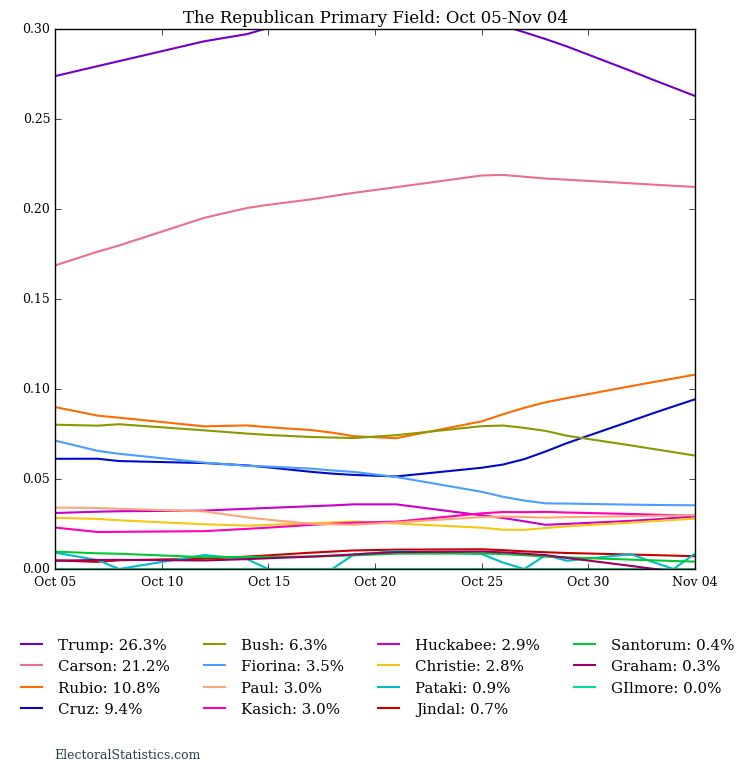 The Republican Primary Field: Oct 05-Nov 04
0.30
0.25
0.20
0.15
0.10
0.05
0.00
Oct 05 Oct 10 Oct 15 Oct 20 Oct 25 Oct 30 Nov 04
Trump: 26.3% Bush: 6.3% Huckabee: 2.9% Santorum: 0.4%
Carson: 21.2% Fiorina: 3.5% Christie: 2.8% Graham: 0.3%
Rubio: 10.8% Paul: 3.0% Pataki: 0.9% GIlmore: 0.0%
Cruz: 9.4% Kasich: 3.0% Jindal: 0.7%
ElectoralStatistics.com